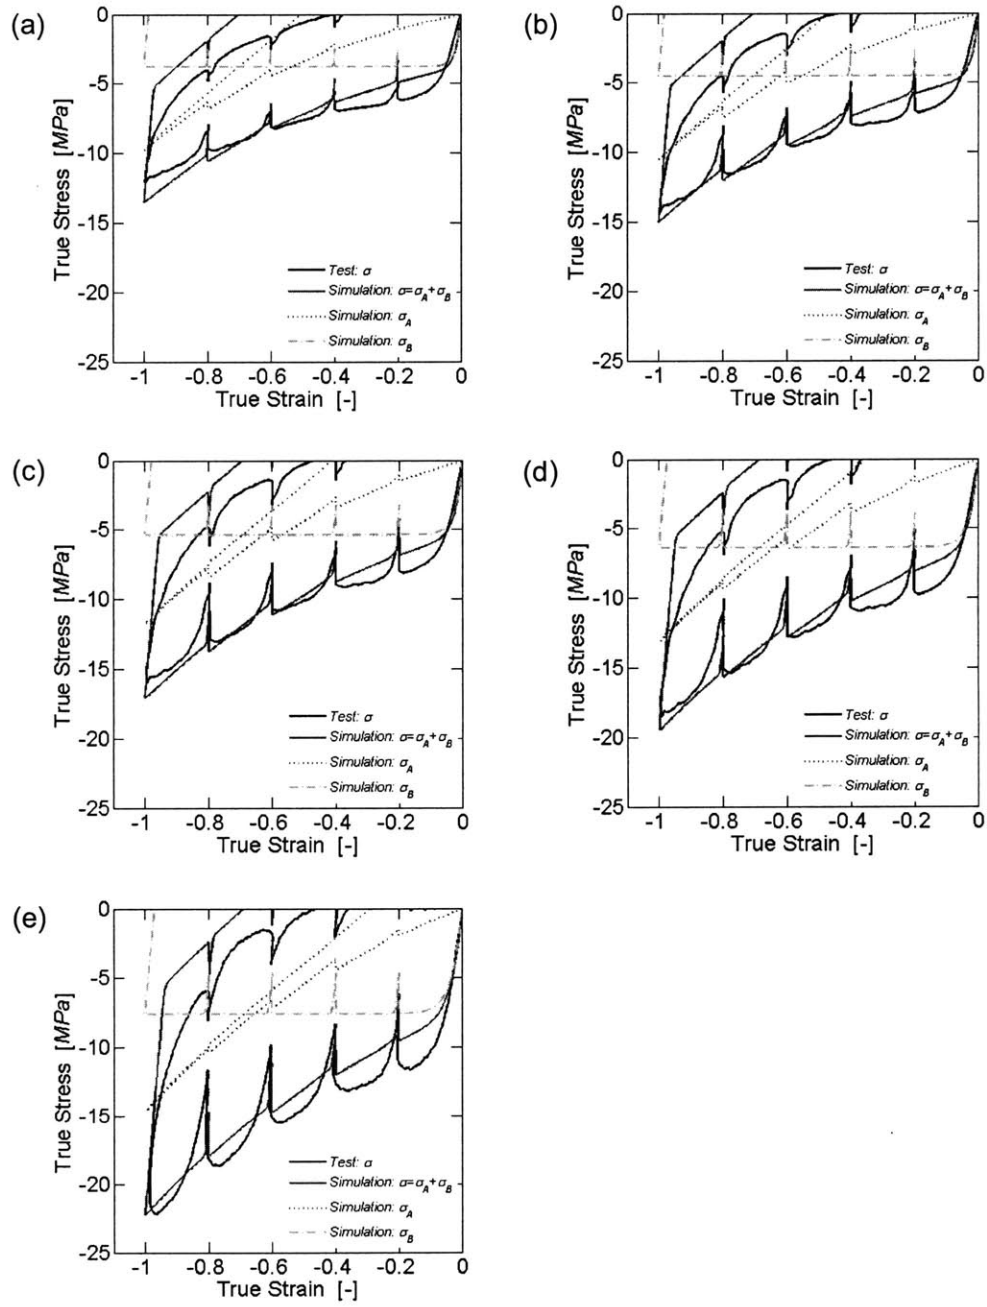 (a)
True Stress [MPa]
0
-5
-10
-15
-20
-25
Test: σ
Simulation: σ=σA+σB
Simulation: σA
Simulation: σB
-1 -0.8 -0.6 -0.4 -0.2 0
True Strain [-]
(b)
True Stress [MPa]
0
-5
-10
-15
-20
-25
Test: σ
Simulation: σ=σA+σB
Simulation: σA
Simulation: σB
-1 -0.8 -0.6 -0.4 -0.2 0
True Strain [-]
(c)
True Stress [MPa]
0
-5
-10
-15
-20
-25
Test: σ
Simulation: σ=σA+σB
Simulation: σA
Simulation: σB
-1 -0.8 -0.6 -0.4 -0.2 0
True Strain [-]
(d)
True Stress [MPa]
0
-5
-10
-15
-20
-25
Test: σ
Simulation: σ=σA+σB
Simulation: σA
Simulation: σB
-1 -0.8 -0.6 -0.4 -0.2 0
True Strain [-]
(e)
True Stress [MPa]
0
-5
-10
-15
-20
-25
Test: σ
Simulation: σ=σA+σB
Simulation: σA
Simulation: σB
-1 -0.8 -0.6 -0.4 -0.2 0
True Strain [-]